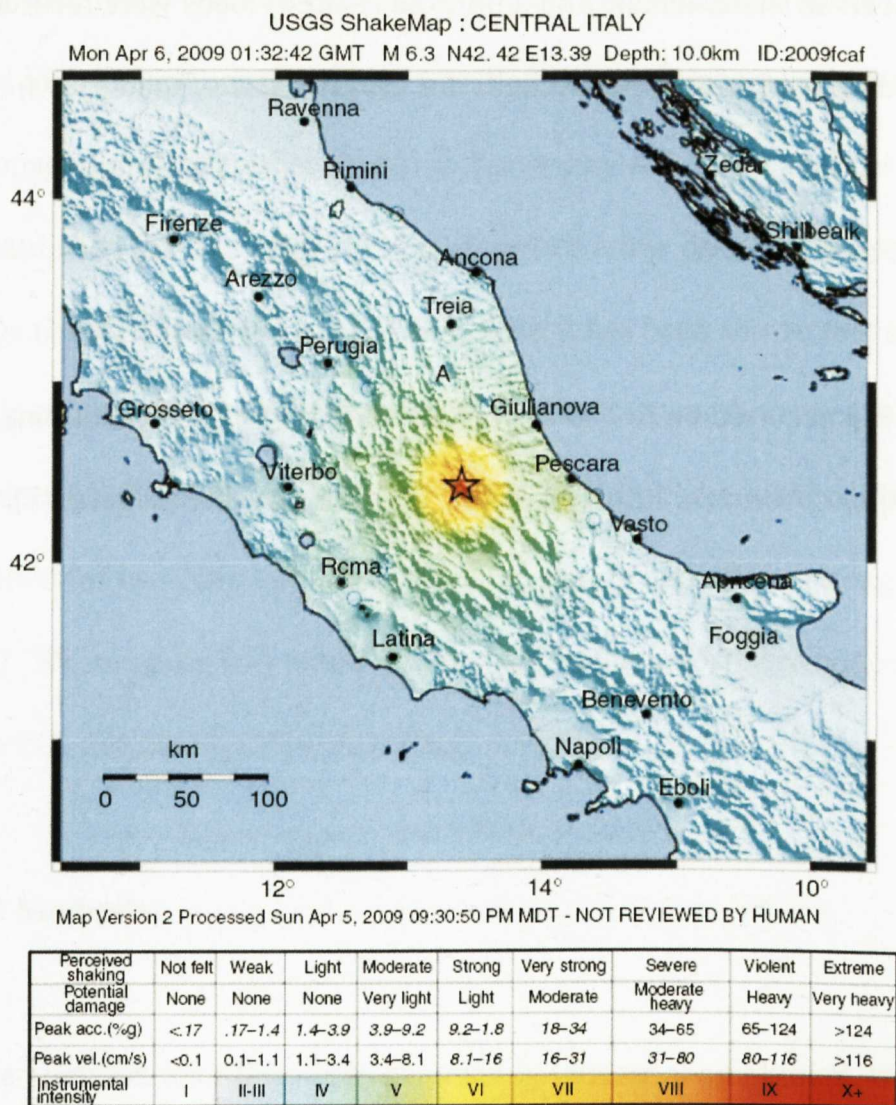 USGS ShakeMap : CENTRAL ITALY
Mon Apr 6, 2009 01:32:42 GMT M 6.3 N42. 42 E13.39 Depth: 10.0km ID:2009fcaf
Ravenna
Zedar
Rimini
44°
Firenze
Shibeaik
Ancona
Arezzo
Treia
Perugia
A
Grosseto
Giulianova
Pescara
Viterbo
Vasto
42°
Rcma
Apricena
Latina
Foggia
Benevento
km
Napoli
0 50 100
Eboli
12° 14° 10°
Map Version 2 Processed Sun Apr 5, 2009 09:30:50 PM MDT - NOT REVIEWED BY HUMAN
Perceived shaking Not felt Weak Light Moderate Strong Very strong Severe Violent Extreme
Potential damage None None None Very light Light Moderate Moderate heavy Heavy Very heavy
Peak acc.(%g) <.17 .17–1.4 1.4–3.9 3.9–9.2 9.2–1.8 18–34 34–65 65–124 >124
Peak vel.(cm/s) <0.1 0.1–1.1 1.1–3.4 3.4–8.1 8.1–16 16–31 31–80 80–116 >116
Instrumental intensity I II-III IV V VI VII VIII IX X+